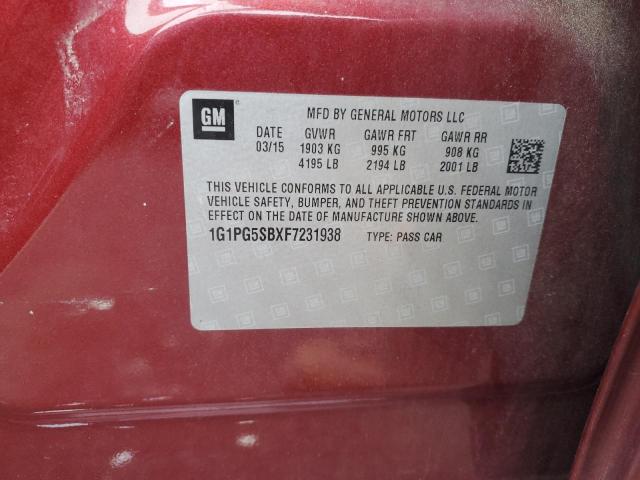 GM
MFD BY GENERAL MOTORS LLC
DATE GVWR GAWR FRT GAWR RR
03/15 1903 KG 995 KG 908 KG
4195 LB 2194 LB 2001 LB
THIS VEHICLE CONFORMS TO ALL APPLICABLE U.S. FEDERAL MOTOR
VEHICLE SAFETY, BUMPER, AND THEFT PREVENTION STANDARDS IN
EFFECT ON THE DATE OF MANUFACTURE SHOWN ABOVE.
1G1PG5SBXF7231938 TYPE: PASS CAR